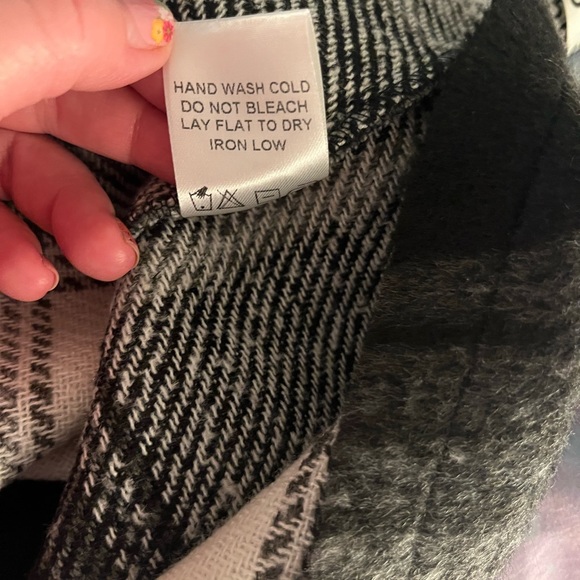 HAND WASH COLD
DO NOT BLEACH
LAY FLAT TO DRY
IRON LOW